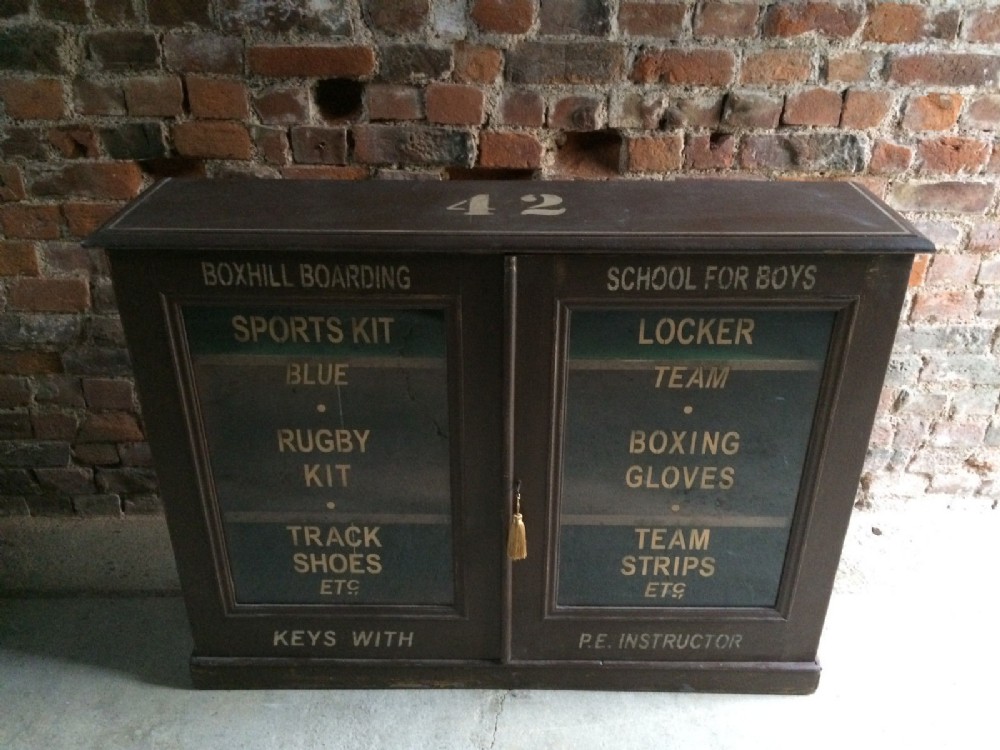 42
BOXHILL BOARDING SCHOOL FOR BOYS
SPORTS KIT LOCKER
BLUE TEAM
RUGBY
KIT
BOXING
GLOVES
TRACK
SHOES
ETC
TEAM
STRIPS
ETC
KEYS WITH P.E. INSTRUCTOR